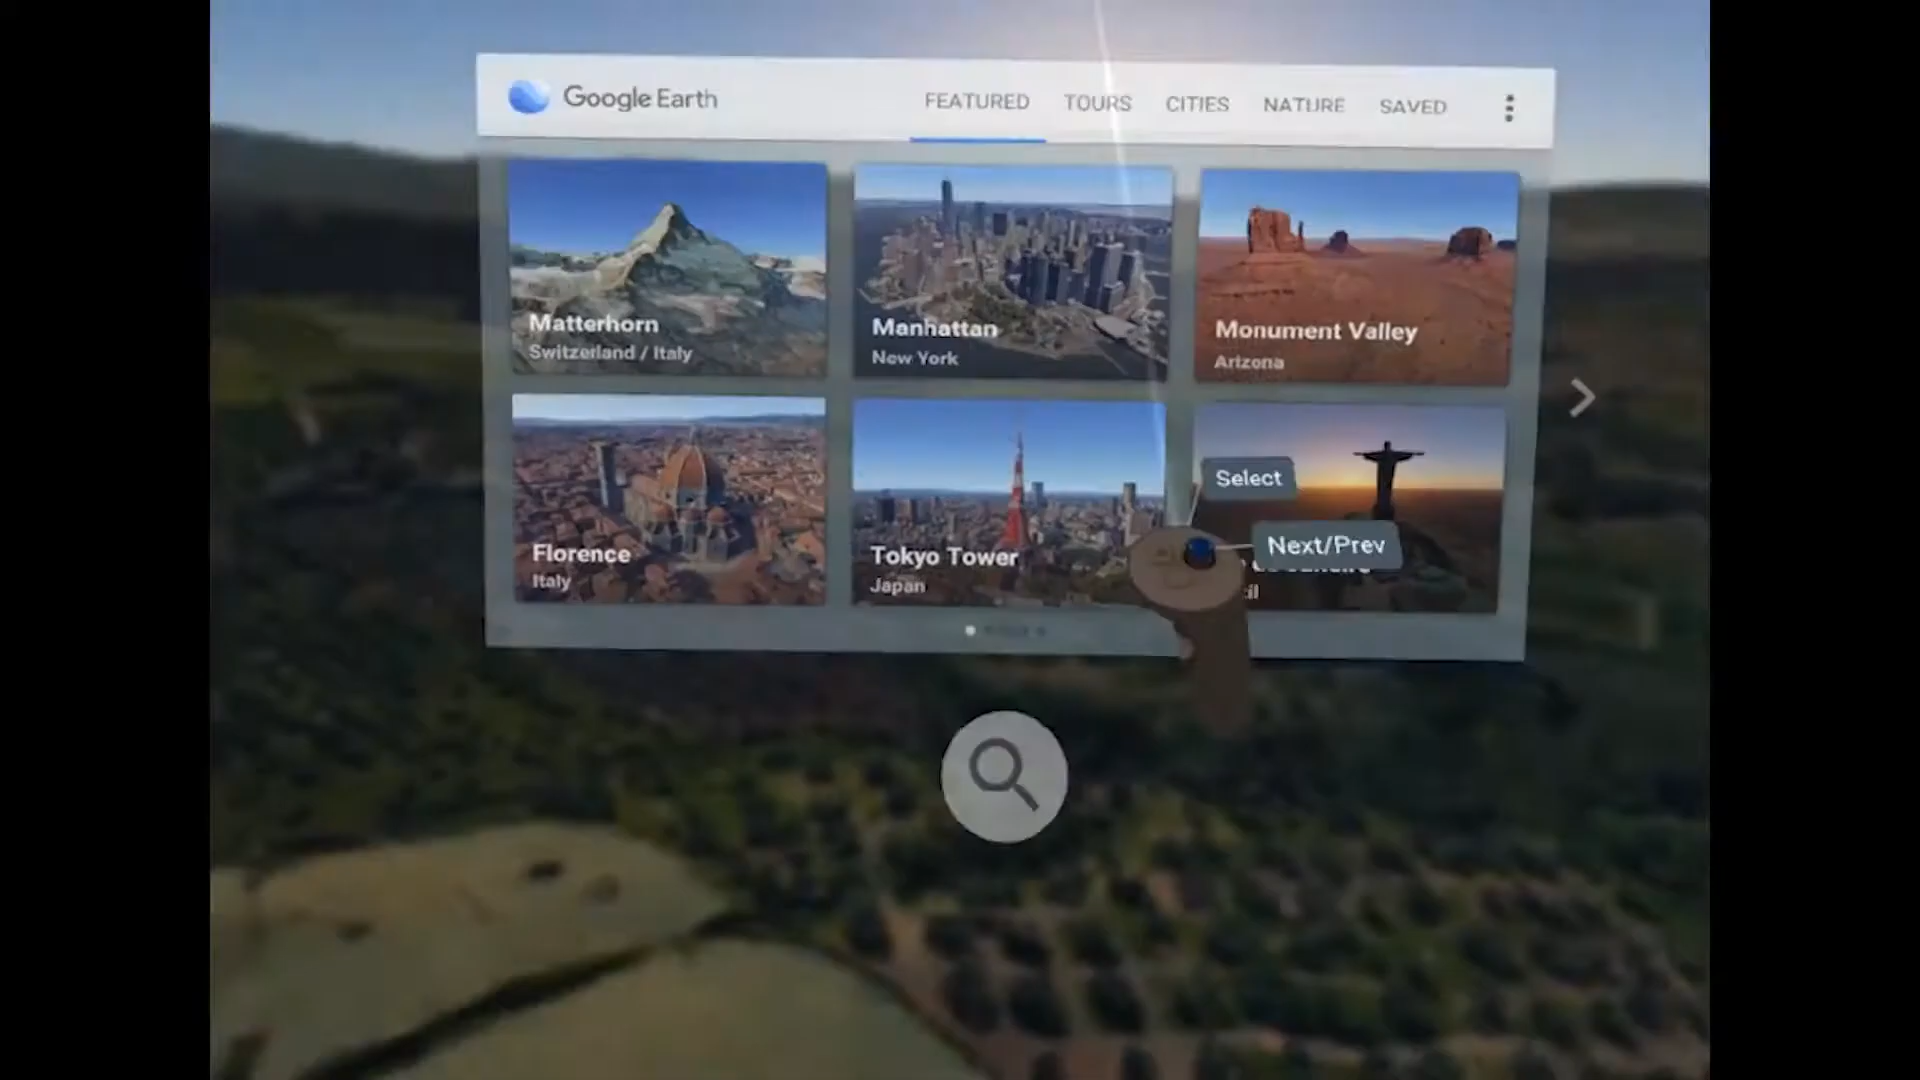 Google Earth
FEATURED TOURS CITIES NATURE SAVED
Matterhorn
Switzerland / Italy
Manhattan
New York
Monument Valley
Arizona
Florence
Italy
Tokyo Tower
Japan
Select
Next/Prev